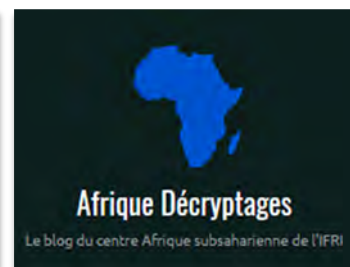 Afrique Décryptages
Le blog du centre Afrique subsaharienne de l'IFRI